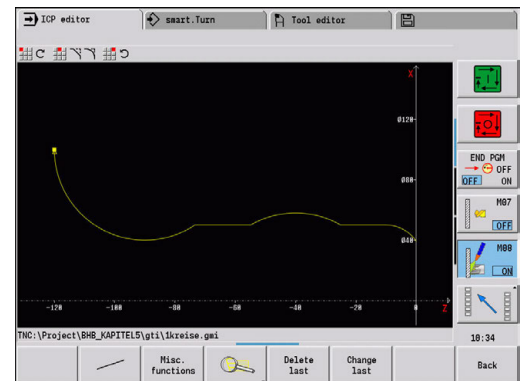 ICP editor
smart.Turn
Tool editor
X
Ø120
Ø80
Ø40
-120
-100
-80
-60
-40
-20
0
Z
TNC:\Project\BHB_KAPITEL5\gti\1kreise.gmi
Misc.
functions
Delete
last
Change
last
Back
END PGM
OFF
OFF ON
M07
OFF
M08
ON
10:34